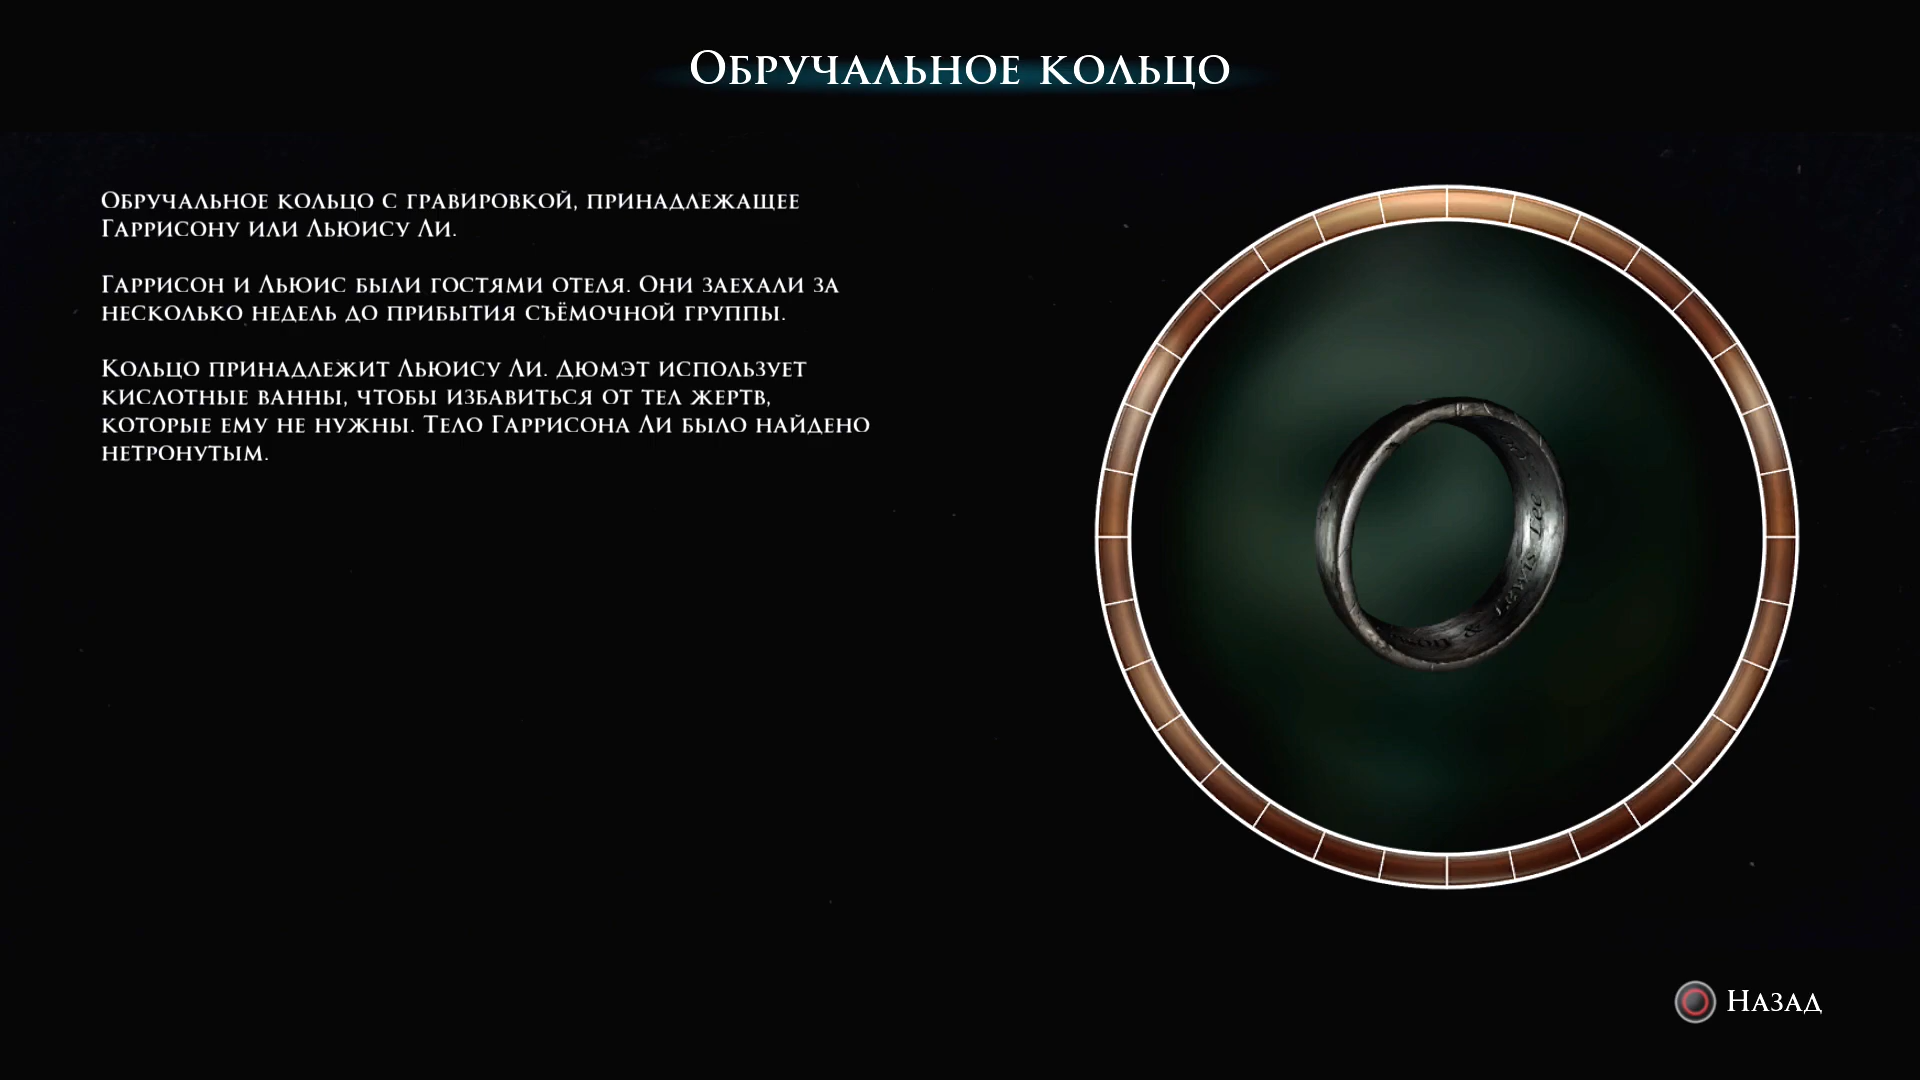 Обручальное кольцо
Обручальное кольцо с гравировкой, принадлежащее
Гаррисону или Льюису Ли.
Гаррисон и Льюис были гостями отеля. Они заехали за
несколько недель до прибытия съёмочной группы.
Кольцо принадлежит Льюису Ли. Дюмэт использует
кислотные ванны, чтобы избавиться от тел жертв,
которые ему не нужны. Тело Гаррисона Ли было найдено
нетронутым.
& Lewis Lee
Назад